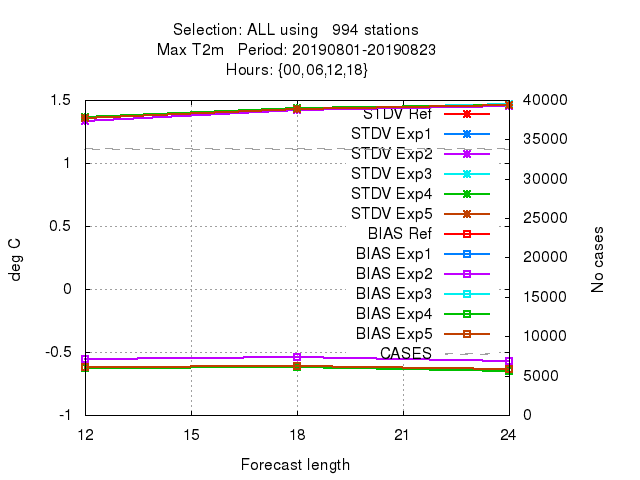 Selection: ALL using   994 stations
Max T2m   Period: 20190801-20190823
Hours: {00,06,12,18}
1.5
1
0.5
0
-0.5
-1
deg C
40000
35000
30000
25000
20000
15000
10000
5000
0
No cases
STDV Ref
STDV Exp1
STDV Exp2
STDV Exp3
STDV Exp4
STDV Exp5
BIAS Ref
BIAS Exp1
BIAS Exp2
BIAS Exp3
BIAS Exp4
BIAS Exp5
CASES
12 15 18 21 24
Forecast length